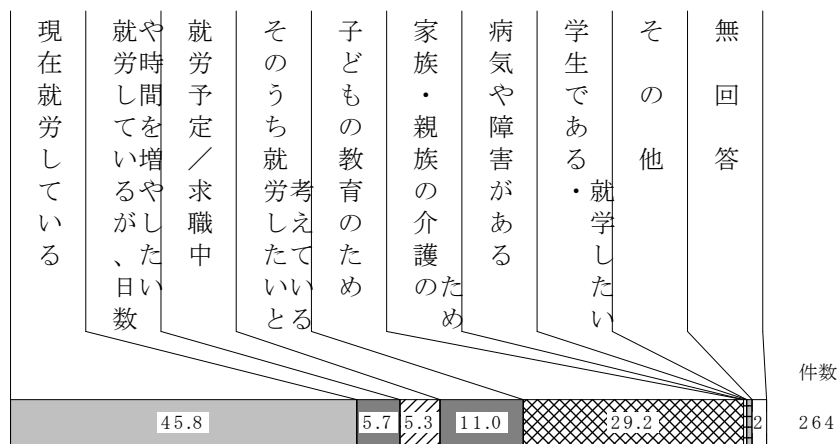 現在就労している
就労しているが、日数
や時間を増やしたい
就労予定／求職中
そのうち就労したいと
考えている
子どもの教育のため
家族・親族の介護の
ため
病気や障害がある
学生である・
就学したい
その他
無回答
件数
45.8
5.7
5.3
11.0
29.2
264